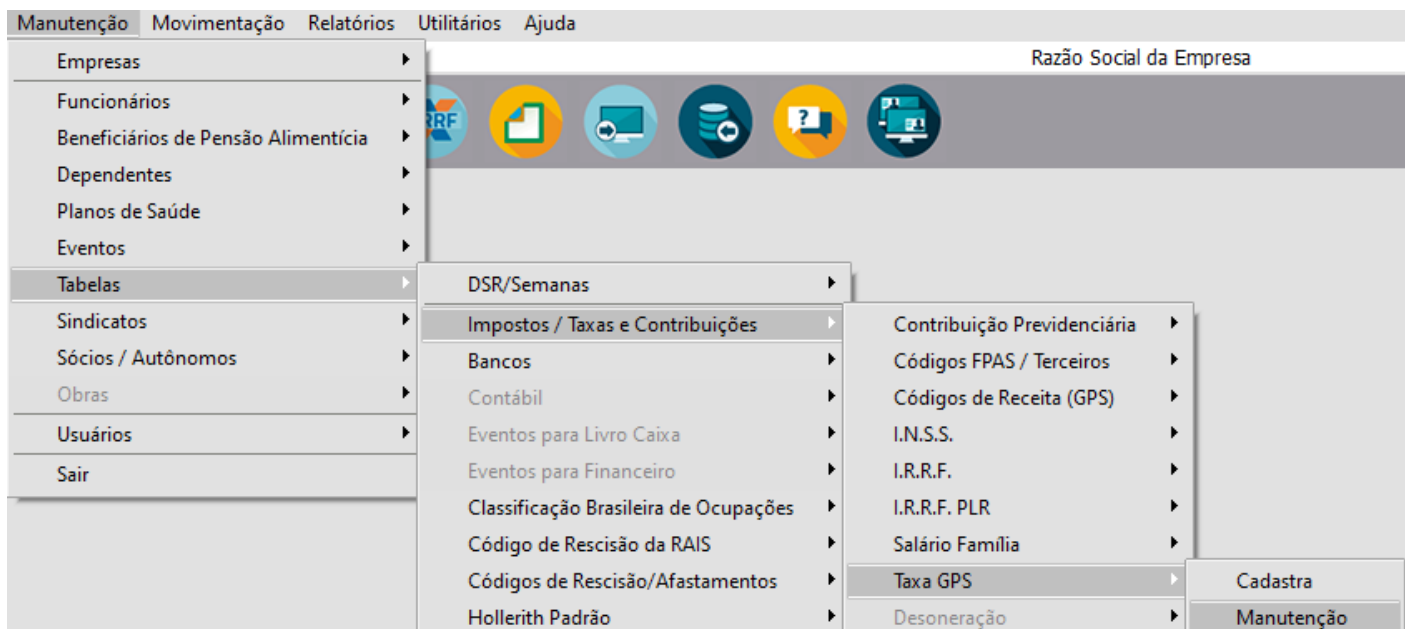 Manutenção Movimentação Relatórios Utilitários Ajuda
Razão Social da Empresa
Empresas
Funcionários
RRF
?
Beneficiários de Pensão Alimentícia
Dependentes
Planos de Saúde
Eventos
Tabelas
Sindicatos
Sócios / Autônomos
Obras
Usuários
Sair
DSR/Semanas
Impostos / Taxas e Contribuições
Bancos
Contábil
Eventos para Livro Caixa
Eventos para Financeiro
Classificação Brasileira de Ocupações
Código de Rescisão da RAIS
Códigos de Rescisão/Afastamentos
Hollerith Padrão
Contribuição Previdenciária
Códigos FPAS / Terceiros
Códigos de Receita (GPS)
I.N.S.S.
I.R.R.F.
I.R.R.F. PLR
Salário Família
Taxa GPS
Desoneração
Cadastra
Manutenção